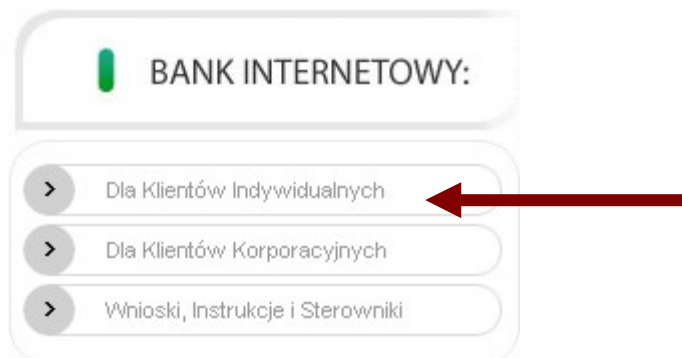 BANK INTERNETOWY:
Dla Klientów Indywidualnych
Dla Klientów Korporacyjnych
Wnioski, Instrukcje i Sterowniki